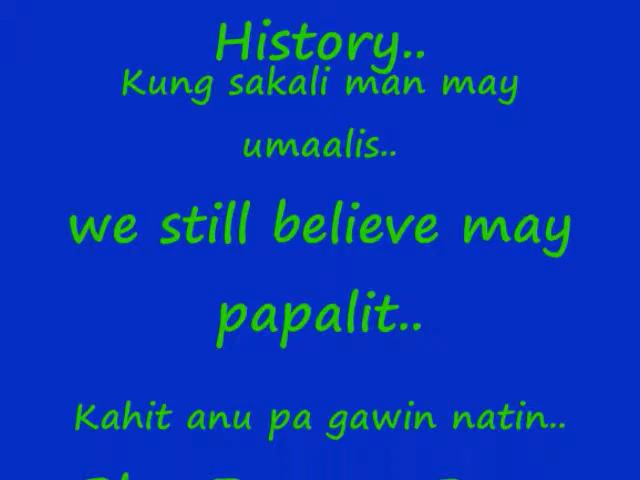 History..
Kung sakali man may
umaalis..
we still believe may
papalit..
Kahit anu pa gawin natin..